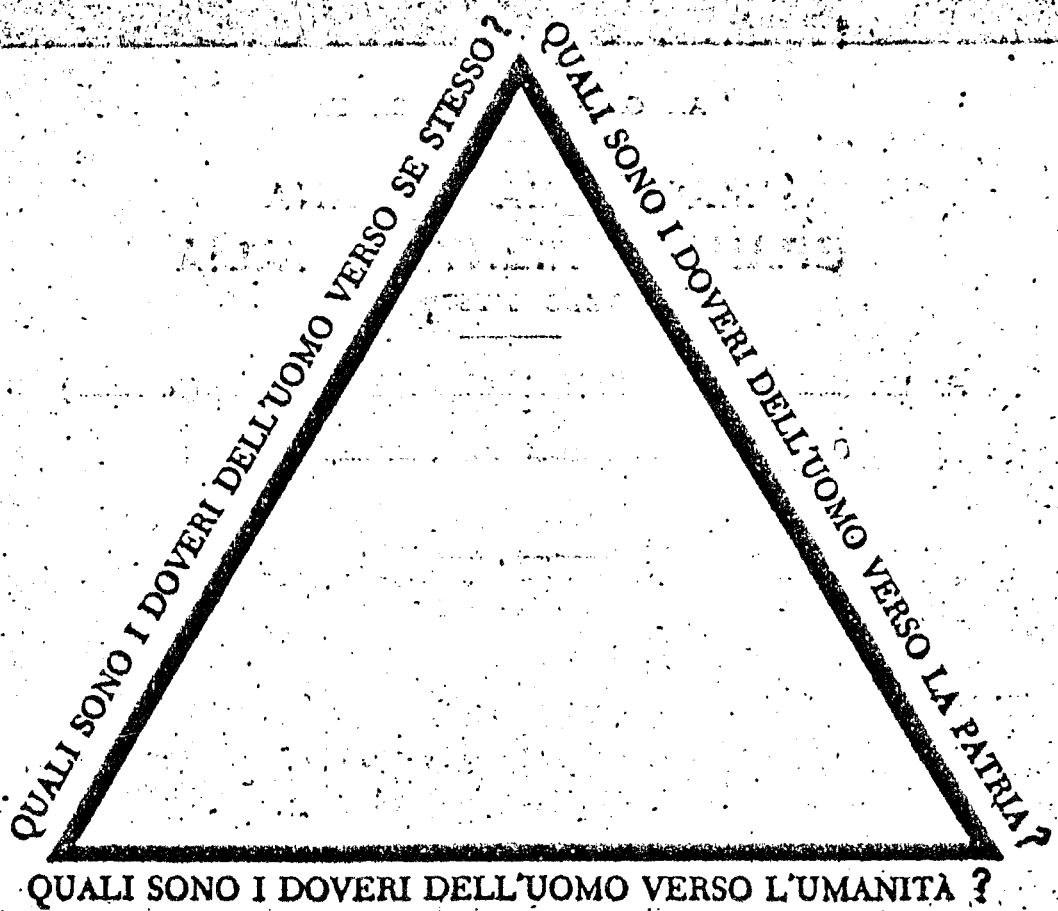 QUALI SONO I DOVERI DELL'UOMO VERSO SE STESSO?
QUALI SONO I DOVERI DELL'UOMO VERSO LA PATRIA?
QUALI SONO I DOVERI DELL'UOMO VERSO L'UMANITÀ ?